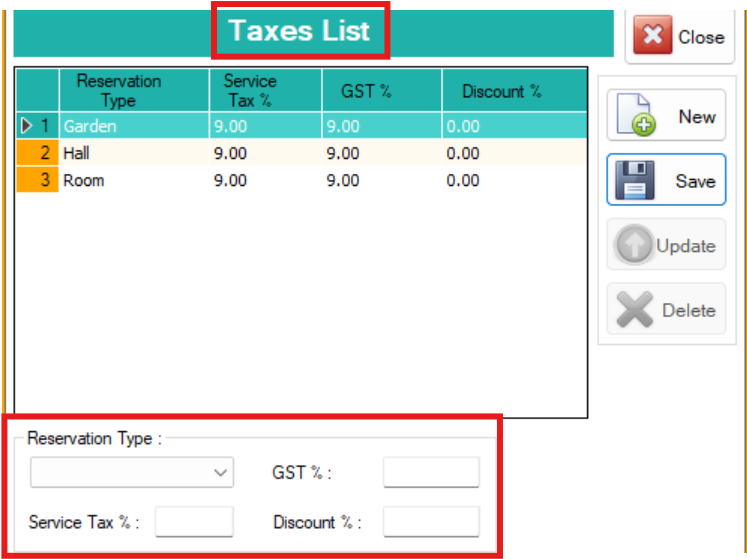 Taxes List
Close
Reservation Type Service Tax % GST % Discount %
1 Garden 9.00 9.00 0.00
2 Hall 9.00 9.00 0.00
3 Room 9.00 9.00 0.00
New
Save
Update
Delete
Reservation Type :
GST % :
Service Tax % : Discount % :